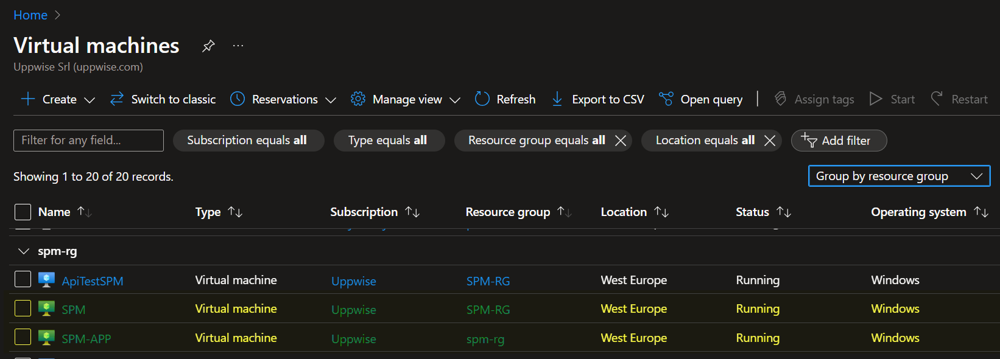 Home
Virtual machines
Uppwise Srl (uppwise.com)
Create Switch to classic Reservations Manage view Refresh Export to CSV Open query Assign tags Start Restart
Filter for any field... Subscription equals all Type equals all Resource group equals all Location equals all Add filter
Showing 1 to 20 of 20 records. Group by resource group
Name Type Subscription Resource group Location Status Operating system
spm-rg
ApiTestSPM Virtual machine Uppwise SPM-RG West Europe Running Windows
SPM Virtual machine Uppwise SPM-RG West Europe Running Windows
SPM-APP Virtual machine Uppwise spm-rg West Europe Running Windows